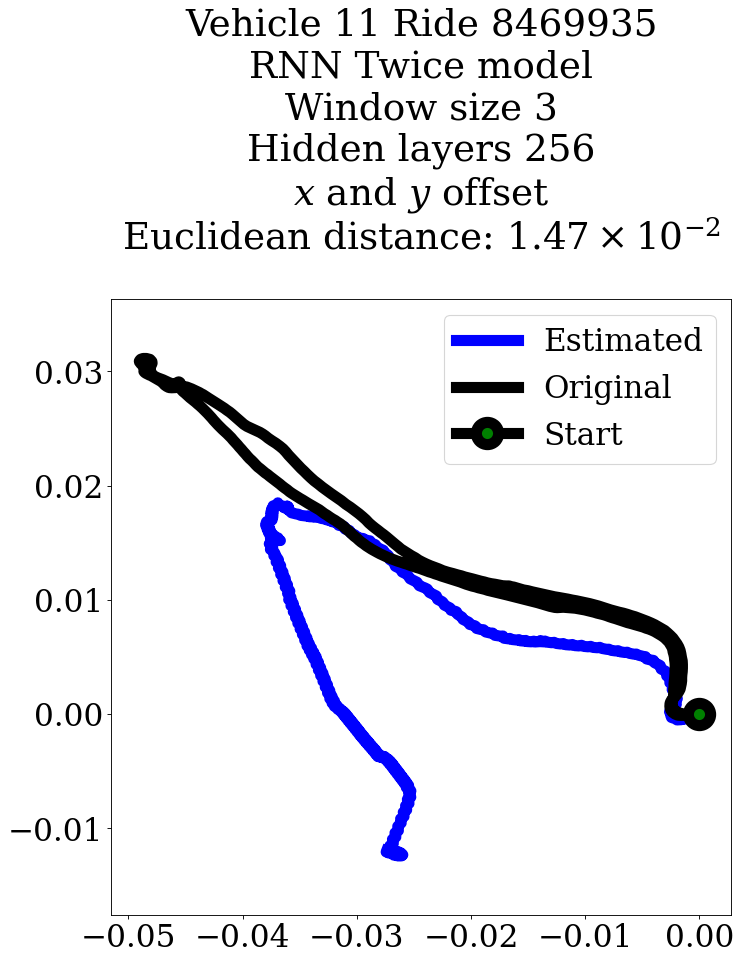 Vehicle 11 Ride 8469935
RNN Twice model
Window size 3
Hidden layers 256
x and y offset
Euclidean distance: 1.47 × 10⁻²
Estimated
Original
Start
0.03
0.02
0.01
0.00
−0.01
−0.05 −0.04 −0.03 −0.02 −0.01 0.00